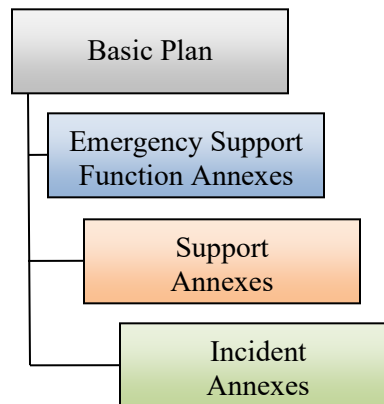 Basic Plan
Emergency Support
Function Annexes
Support
Annexes
Incident
Annexes